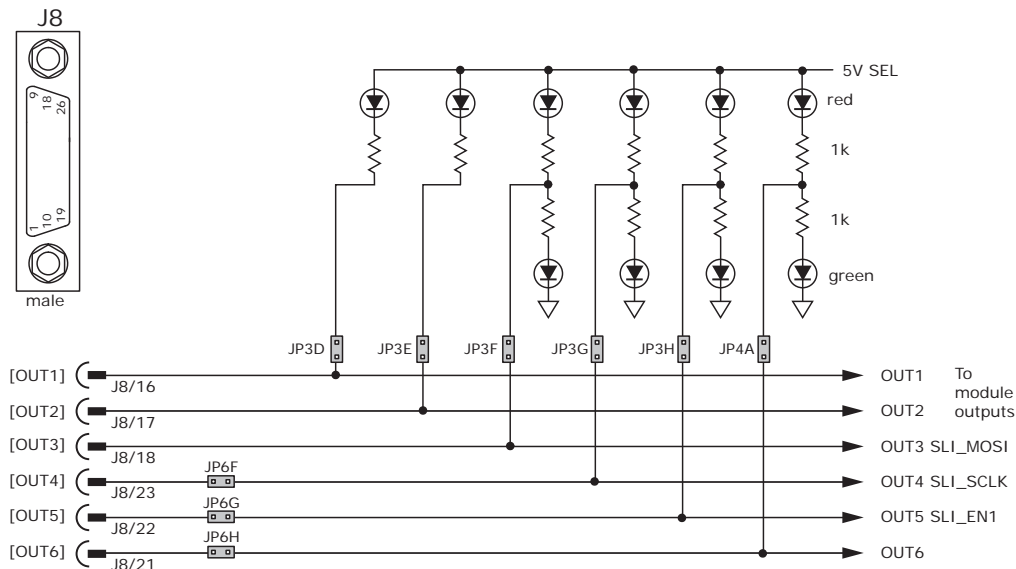 J8
9
18
26
1
10
19
male
5V SEL
red
1k
1k
green
JP3D
JP3E
JP3F
JP3G
JP3H
JP4A
[OUT1]
J8/16
OUT1
To
module
outputs
[OUT2]
J8/17
OUT2
[OUT3]
J8/18
OUT3 SLI_MOSI
[OUT4]
J8/23
JP6F
OUT4 SLI_SCLK
[OUT5]
J8/22
JP6G
OUT5 SLI_EN1
[OUT6]
J8/21
JP6H
OUT6